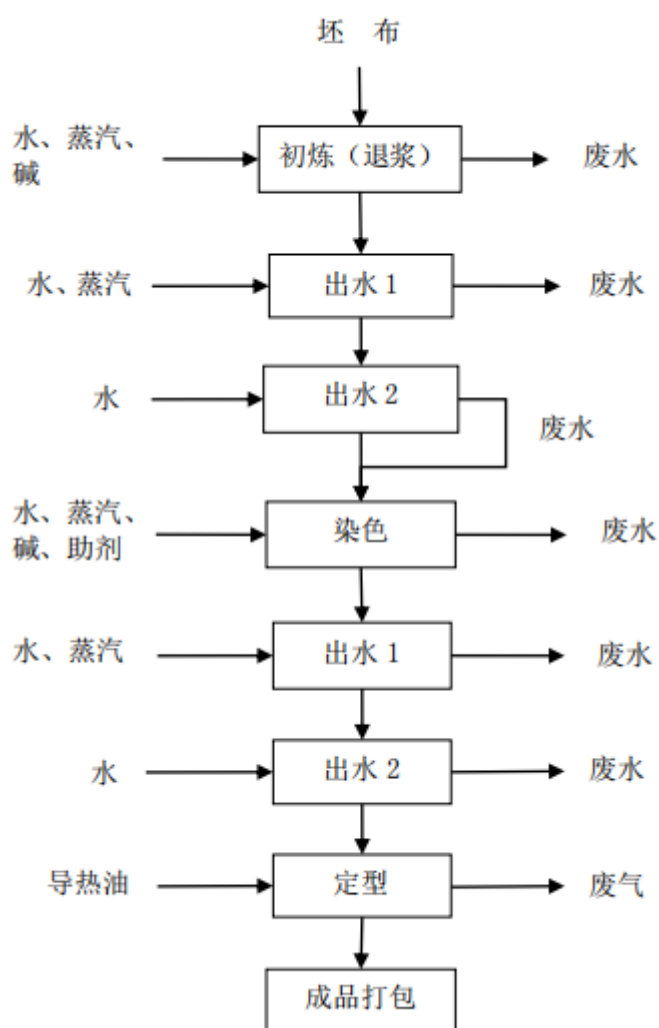 坯 布
水、蒸汽、
碱
初炼（退浆）
废水
水、蒸汽
出水 1
废水
水
出水 2
废水
水、蒸汽、
碱、助剂
染色
废水
水、蒸汽
出水 1
废水
水
出水 2
废水
导热油
定型
废气
成品打包